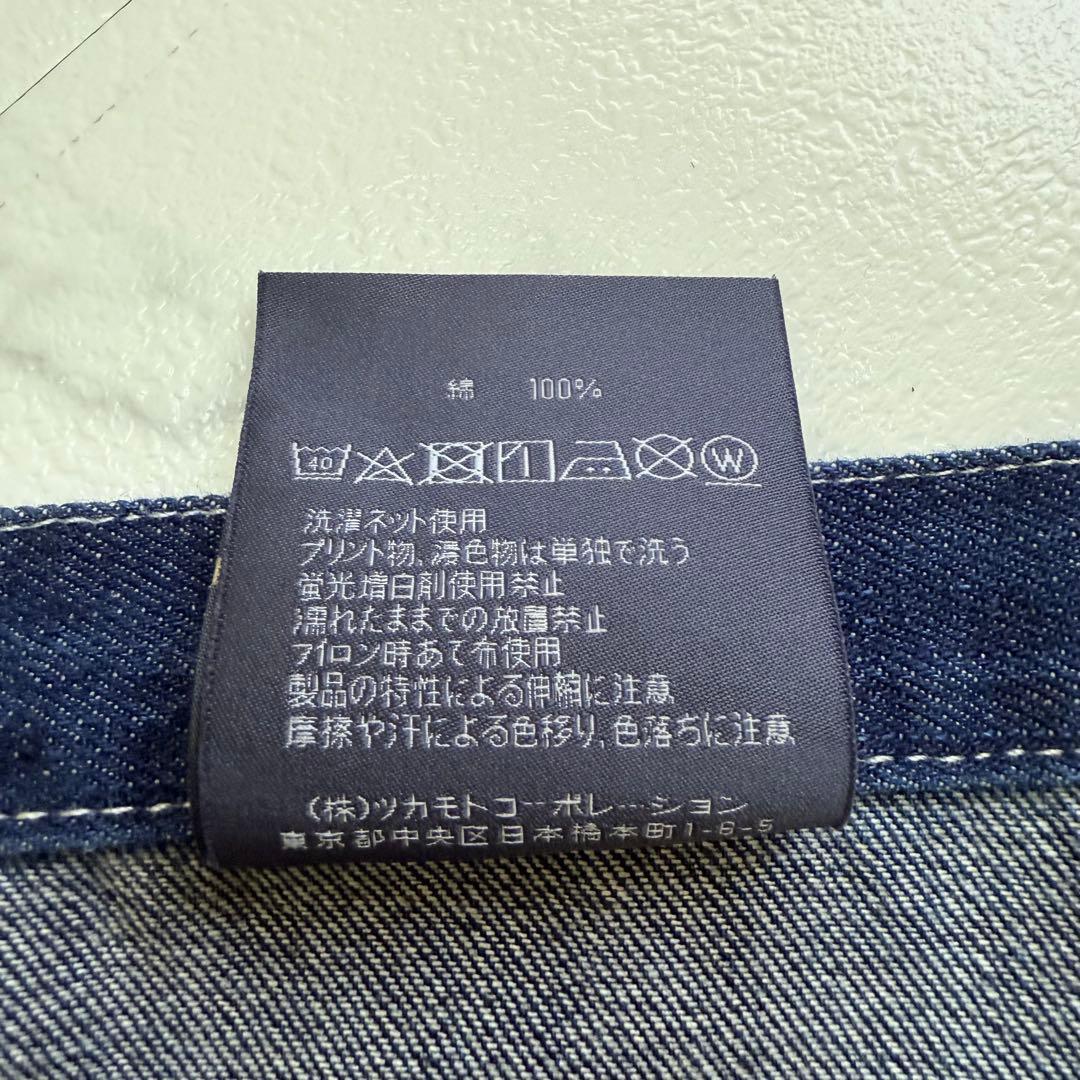 綿 100%
40 W
洗濯ネット使用
プリント物、濃色物は単独で洗う
蛍光増白剤使用禁止
濡れたままでの放置禁止
アイロン時あて布使用
製品の特性による伸縮に注意
摩擦や汗による色移り、色落ちに注意
(株)ツカモトコーポレーション
東京都中央区日本橋本町1-6-5